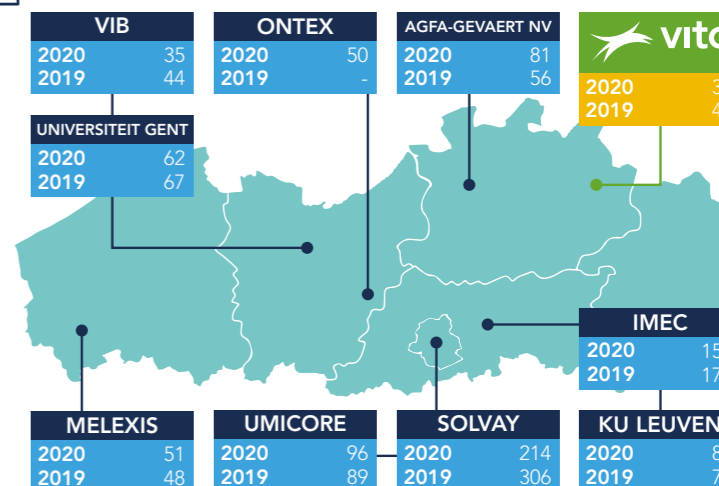 VIB
2020 35
2019 44
ONTEX
2020 50
2019 -
AGFA-GEVAERT NV
2020 81
2019 56
2020
2019
UNIVERSITEIT GENT
2020 62
2019 67
IMEC
2020
2019
MELEXIS
2020 51
2019 48
UMICORE
2020 96
2019 89
SOLVAY
2020 214
2019 306
KU LEUVEN
2020
2019